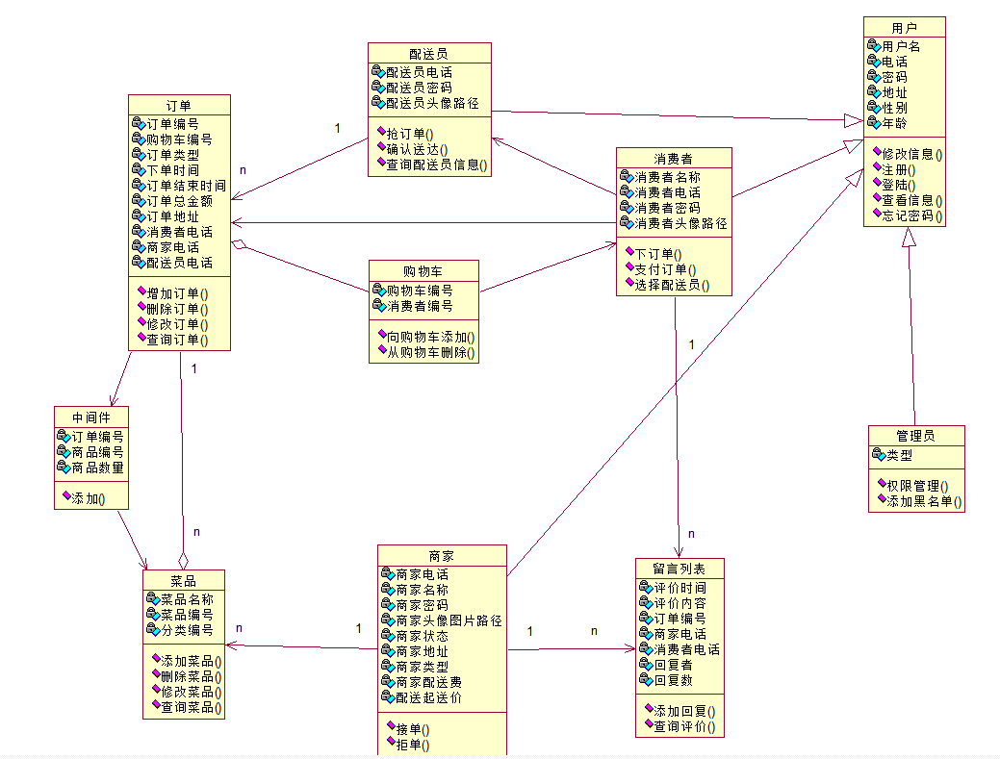 用户
用户名
电话
密码
地址
性别
年龄
修改信息()
注册()
登陆()
查看信息()
忘记密码()
配送员
配送员电话
配送员密码
配送员头像路径
抢订单()
确认送达()
查询配送员信息()
订单
订单编号
购物车编号
订单类型
下单时间
订单结束时间
订单总金额
订单地址
消费者电话
商家电话
配送员电话
增加订单()
删除订单()
修改订单()
查询订单()
1
n
消费者
消费者名称
消费者电话
消费者密码
消费者头像路径
下订单()
支付订单()
选择配送员()
购物车
购物车编号
消费者编号
向购物车添加()
从购物车删除()
1
1
中间件
订单编号
商品编号
商品数量
添加()
管理员
类型
权限管理()
添加黑名单()
n
n
菜品
菜品名称
菜品编号
分类编号
添加菜品()
删除菜品()
修改菜品()
查询菜品()
n
1
商家
商家电话
商家名称
商家密码
商家头像图片路径
商家状态
商家地址
商家类型
商家配送费
配送起送价
接单()
拒单()
1
n
留言列表
评价时间
评价内容
订单编号
商家电话
消费者电话
回复者
回复数
添加回复()
查询评价()